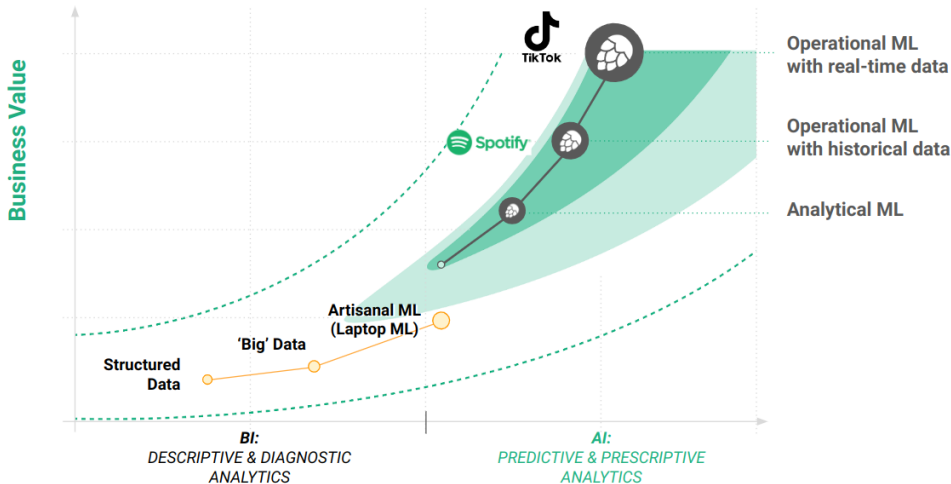 Business Value
TikTok
Spotify
Operational ML
with real-time data
Operational ML
with historical data
Analytical ML
Artisanal ML
(Laptop ML)
‘Big’ Data
Structured
Data
BI:
DESCRIPTIVE & DIAGNOSTIC
ANALYTICS
AI:
PREDICTIVE & PRESCRIPTIVE
ANALYTICS